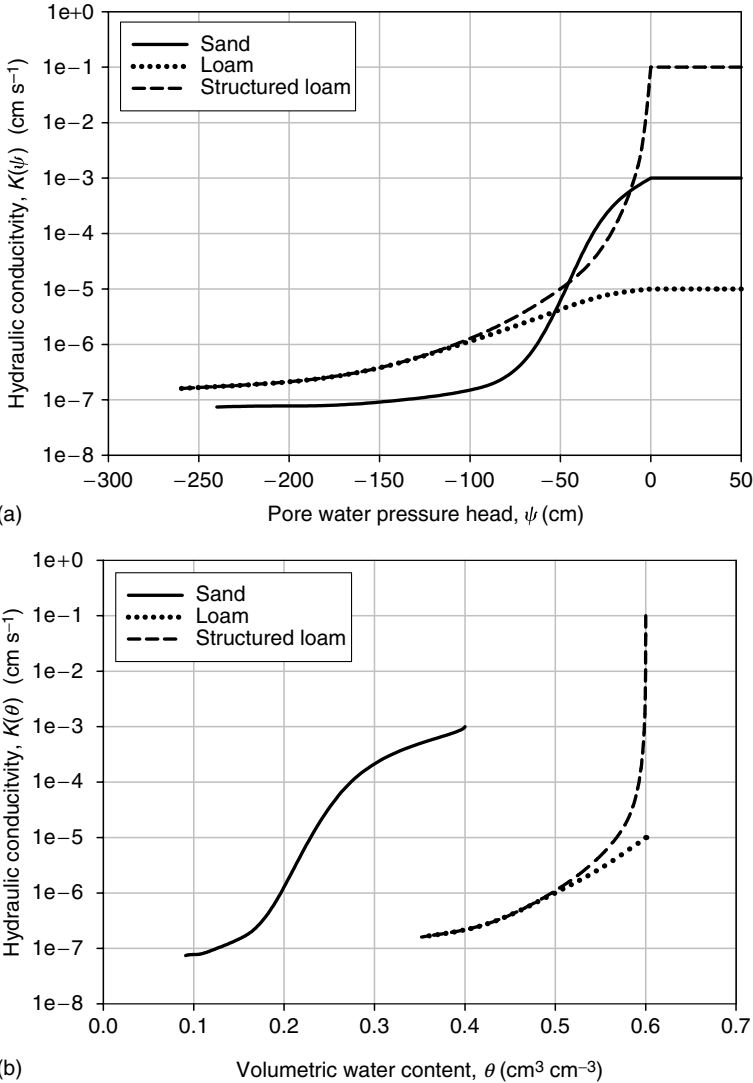 1e+0
1e−1
1e−2
1e−3
1e−4
1e−5
1e−6
1e−7
1e−8
Hydraulic conducitvity, K(ψ) (cm s⁻¹)
Sand
Loam
Structured loam
−300 −250 −200 −150 −100 −50 0 50
(a) Pore water pressure head, ψ (cm)
1e+0
1e−1
1e−2
1e−3
1e−4
1e−5
1e−6
1e−7
1e−8
Hydraulic conducitvity, K(θ) (cm s⁻¹)
Sand
Loam
Structured loam
0.0 0.1 0.2 0.3 0.4 0.5 0.6 0.7
(b) Volumetric water content, θ (cm³ cm⁻³)